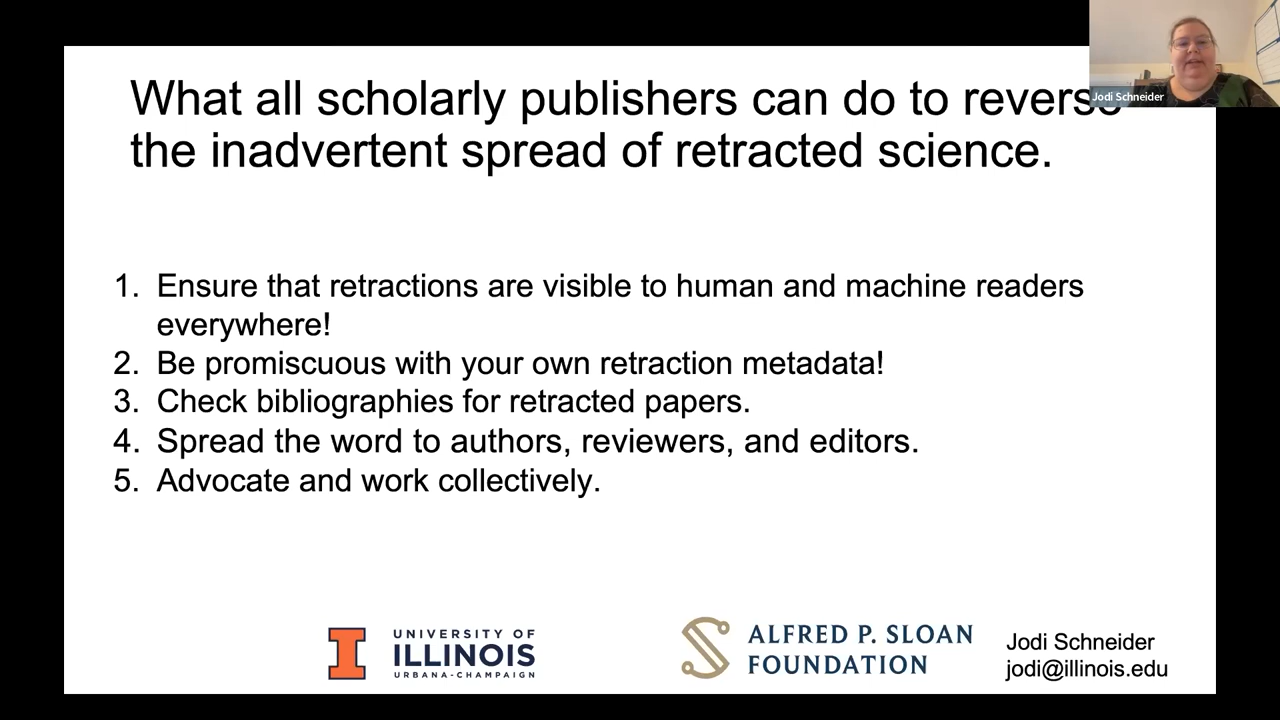 What all scholarly publishers can do to reverse
Jodi Schneider
the inadvertent spread of retracted science.
1. Ensure that retractions are visible to human and machine readers
everywhere!
2. Be promiscuous with your own retraction metadata!
3. Check bibliographies for retracted papers.
4. Spread the word to authors, reviewers, and editors.
5. Advocate and work collectively.
UNIVERSITY OF
ILLINOIS
URBANA-CHAMPAIGN
ALFRED P. SLOAN
FOUNDATION
Jodi Schneider
jodi@illinois.edu